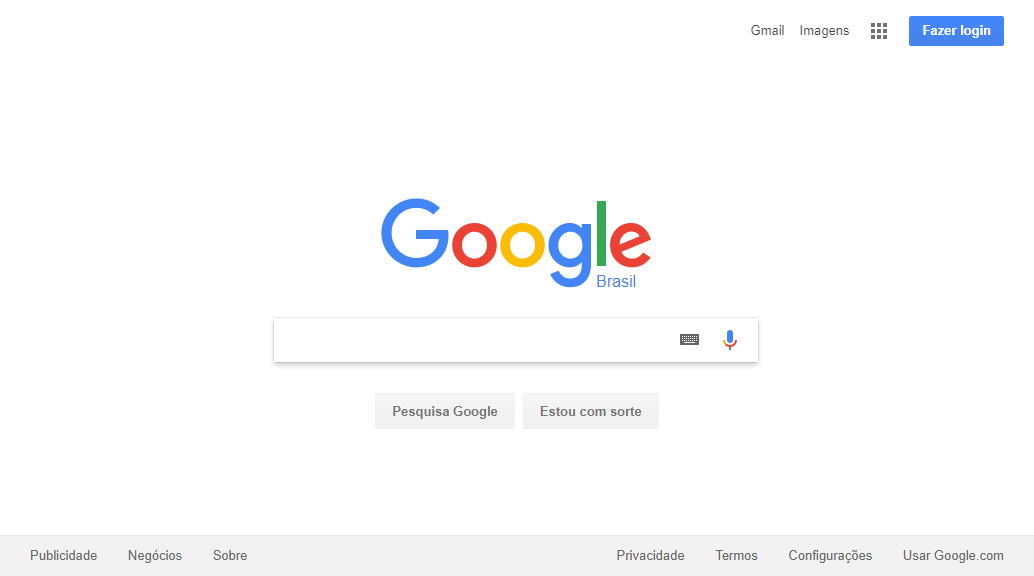 Gmail Imagens Fazer login
Google
Brasil
Pesquisa Google Estou com sorte
Publicidade Negócios Sobre Privacidade Termos Configurações Usar Google.com